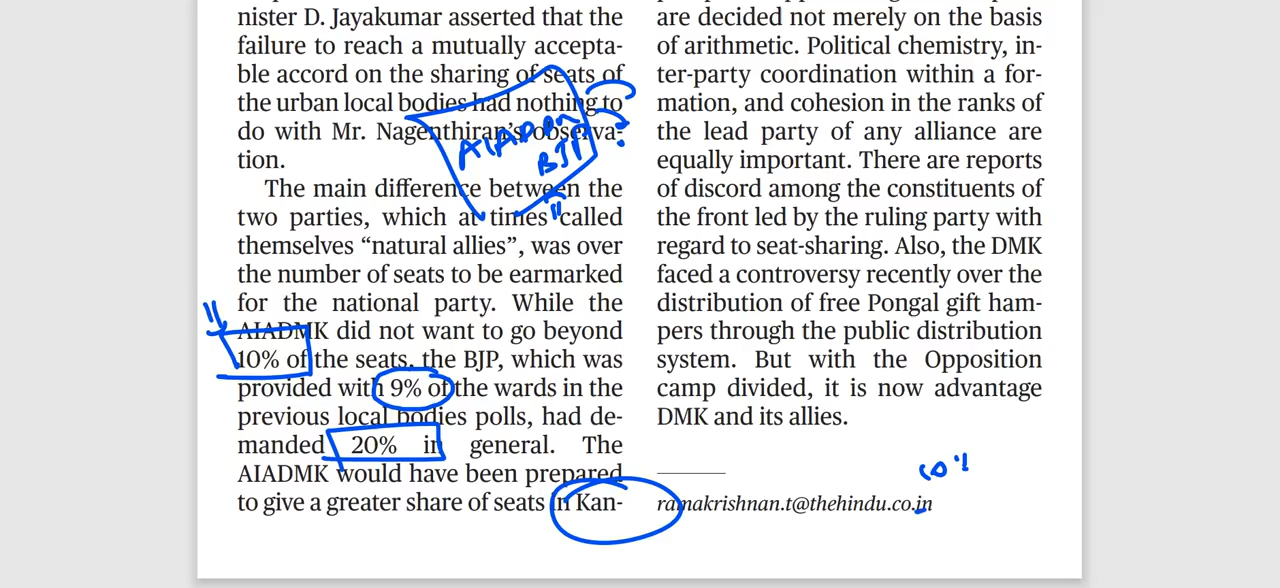 nister D. Jayakumar asserted that the
failure to reach a mutually accepta-
ble accord on the sharing of seats of
the urban local bodies had nothing to
do with Mr. Nagenthiran's observa-
tion.
The main difference between the
two parties, which at times called
themselves “natural allies”, was over
the number of seats to be earmarked
for the national party. While the
AIADMK did not want to go beyond
10% of the seats, the BJP, which was
provided with 9% of the wards in the
previous local bodies polls, had de-
manded 20% in general. The
AIADMK would have been prepared
to give a greater share of seats in Kan-
BJP
are decided not merely on the basis
of arithmetic. Political chemistry, in-
ter-party coordination within a for-
mation, and cohesion in the ranks of
the lead party of any alliance are
equally important. There are reports
of discord among the constituents of
the front led by the ruling party with
regard to seat-sharing. Also, the DMK
faced a controversy recently over the
distribution of free Pongal gift ham-
pers through the public distribution
system. But with the Opposition
camp divided, it is now advantage
DMK and its allies.
ramakrishnan.t@thehindu.co.in